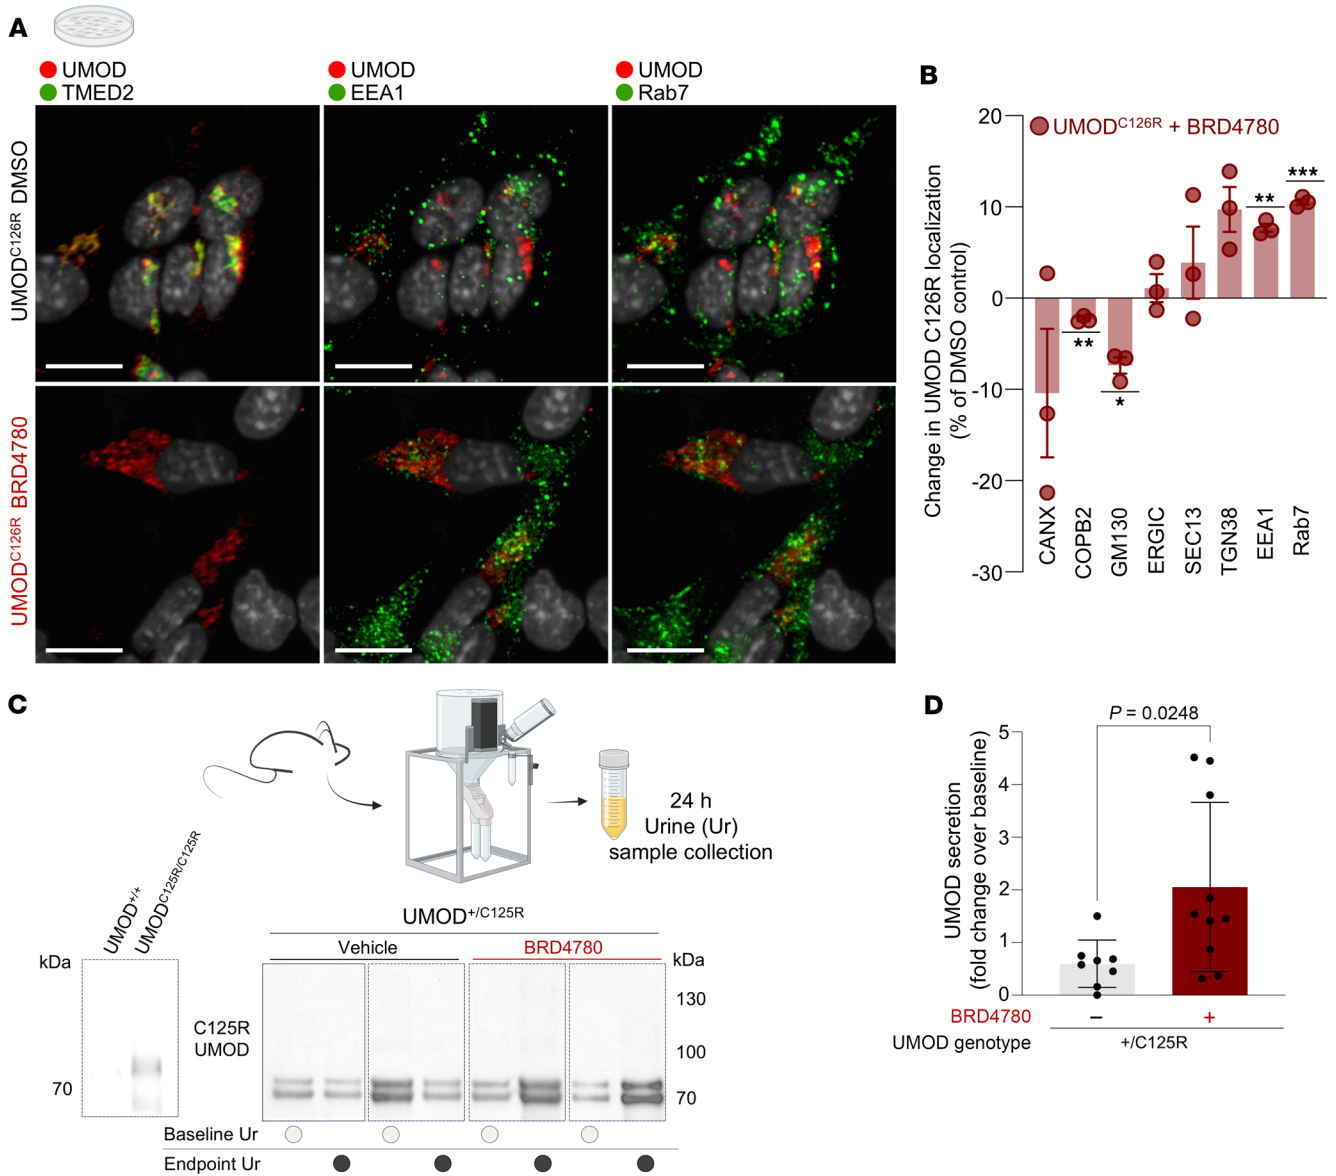 A
UMOD
TMED2
UMOD
EEA1
UMOD
Rab7
UMODC126R DMSO
UMODC126R BRD4780
B
UMODC126R + BRD4780
Change in UMOD C126R localization
(% of DMSO control)
20
10
0
-10
-20
-30
**
*
**
***
CANX
COPB2
GM130
ERGIC
SEC13
TGN38
EEA1
Rab7
C
24 h
Urine (Ur)
sample collection
UMOD+/+
UMODC125R/C125R
kDa
70
C125R
UMOD
UMOD+/C125R
Vehicle
BRD4780
kDa
130
100
70
Baseline Ur
Endpoint Ur
D
P = 0.0248
UMOD secretion
(fold change over baseline)
5
4
3
2
1
0
BRD4780
– +
UMOD genotype
+/C125R